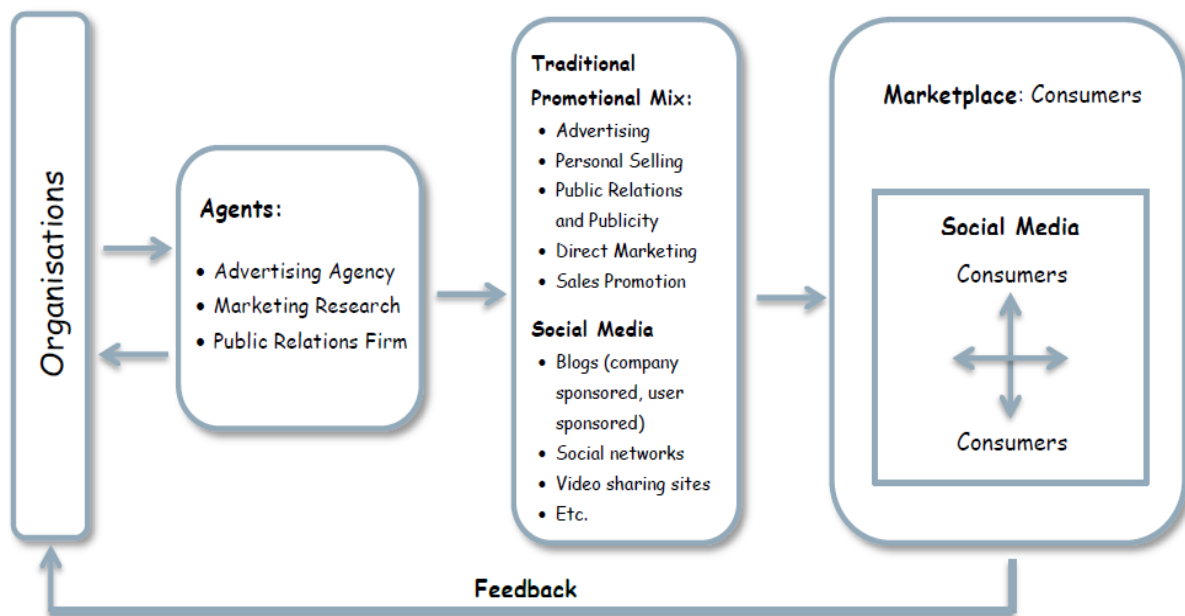 Organisations
Agents:
• Advertising Agency
• Marketing Research
• Public Relations Firm
Traditional
Promotional Mix:
• Advertising
• Personal Selling
• Public Relations
and Publicity
• Direct Marketing
• Sales Promotion
Social Media
• Blogs (company
sponsored, user
sponsored)
• Social networks
• Video sharing sites
• Etc.
Marketplace: Consumers
Social Media
Consumers
Consumers
Feedback